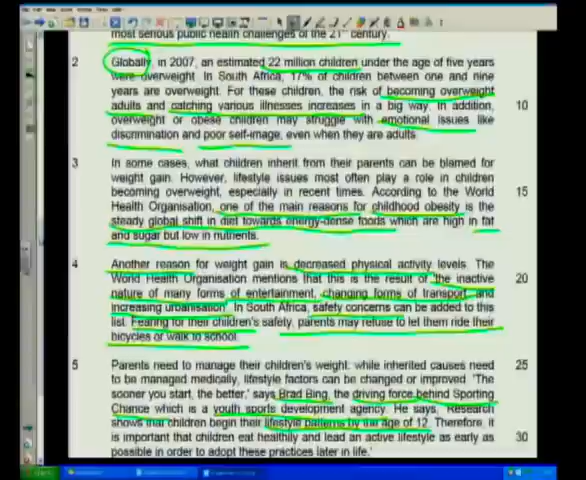 most serious public health challenges of the 21st century.
2 Globally, in 2007, an estimated 22 million children under the age of five years
were overweight. In South Africa, 17% of children between one and nine
years are overweight. For these children, the risk of becoming overweight
adults and catching various illnesses increases in a big way. In addition, 10
overweight or obese children may struggle with emotional issues like
discrimination and poor self-image, even when they are adults.
3 In some cases, what children inherit from their parents can be blamed for
weight gain. However, lifestyle issues most often play a role in children
becoming overweight, especially in recent times. According to the World 15
Health Organisation, one of the main reasons for childhood obesity is the
steady global shift in diet towards energy-dense foods which are high in fat
and sugar but low in nutrients.
4 Another reason for weight gain is decreased physical activity levels. The
World Health Organisation mentions that this is the result of 'the inactive 20
nature of many forms of entertainment, changing forms of transport, and
increasing urbanisation'. In South Africa, safety concerns can be added to this
list. Fearing for their children's safety, parents may refuse to let them ride their
bicycles or walk to school.
5 Parents need to manage their children's weight: while inherited causes need 25
to be managed medically, lifestyle factors can be changed or improved. 'The
sooner you start, the better,' says Brad Bing, the driving force behind Sporting
Chance which is a youth sports development agency. He says, 'Research
shows that children begin their lifestyle patterns by the age of 12. Therefore, it
is important that children eat healthily and lead an active lifestyle as early as 30
possible in order to adopt these practices later in life.'